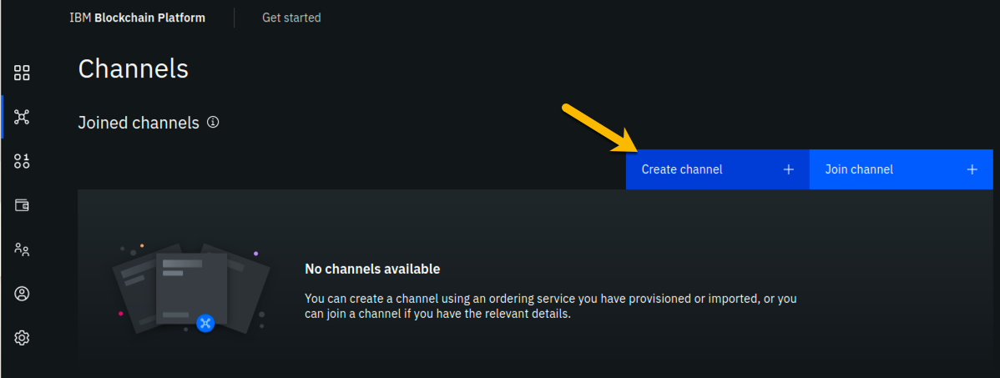 IBM Blockchain Platform Get started
Channels
Joined channels
Create channel + Join channel +
No channels available
You can create a channel using an ordering service you have provisioned or imported, or you
can join a channel if you have the relevant details.